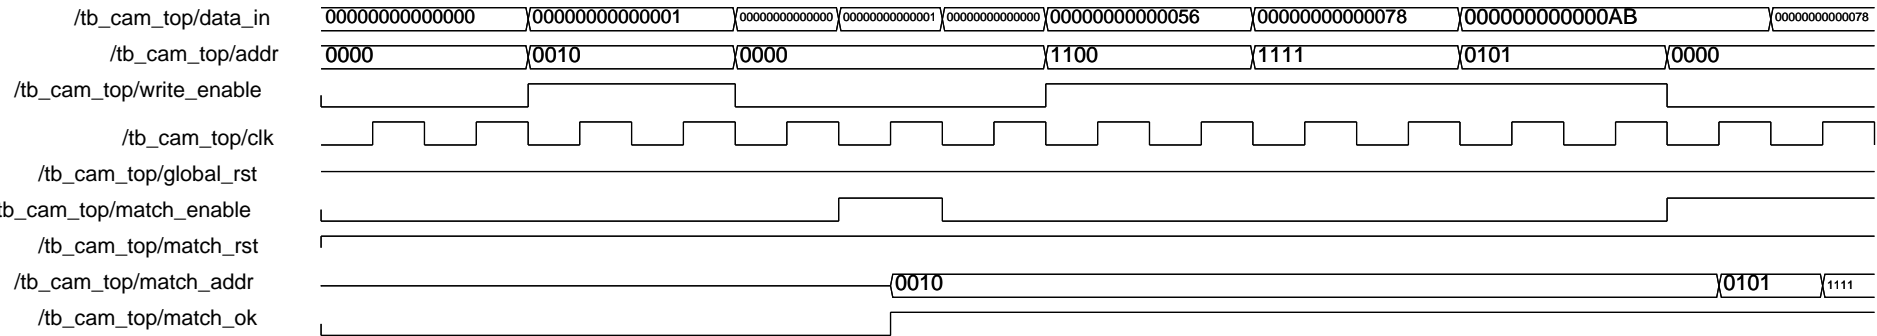 /tb_cam_top/data_in 00000000000000 00000000000001 00000000000000 00000000000001 00000000000000 00000000000056 00000000000078 000000000000AB 00000000000078
/tb_cam_top/addr 0000 0010 0000 1100 1111 0101 0000
/tb_cam_top/write_enable
/tb_cam_top/clk
/tb_cam_top/global_rst
tb_cam_top/match_enable
/tb_cam_top/match_rst
/tb_cam_top/match_addr 0010 0101 1111
/tb_cam_top/match_ok